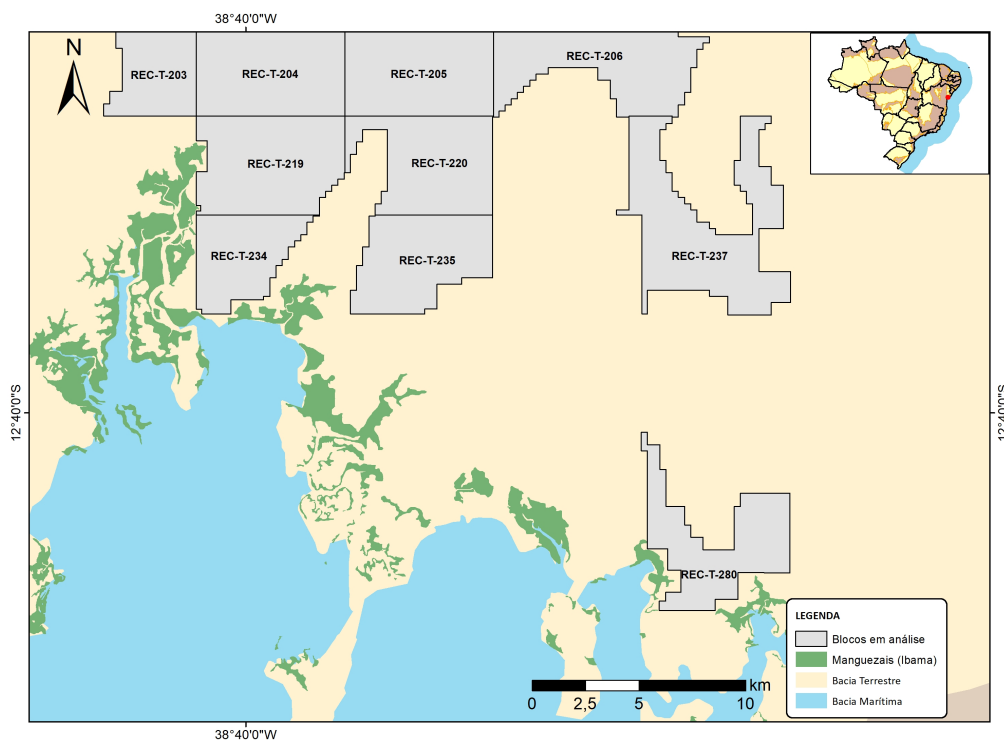 38°40'0"W
N
REC-T-203
REC-T-204
REC-T-205
REC-T-206
REC-T-219
REC-T-220
REC-T-234
REC-T-235
REC-T-237
12°40'0"S
12°40'0"S
REC-T-280
LEGENDA
Blocos em análise
Manguezais (Ibama)
Bacia Terrestre
Bacia Marítima
km
0 2,5 5 10
38°40'0"W